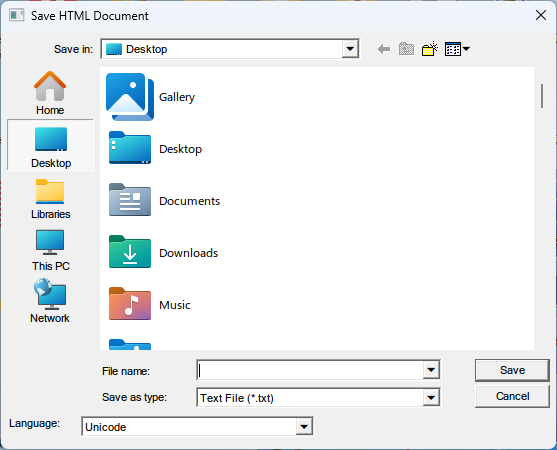 Save HTML Document
Save in:
Desktop
Home
Desktop
Libraries
This PC
Network
Gallery
Desktop
Documents
Downloads
Music
File name:
Save
Save as type:
Text File (*.txt)
Cancel
Language:
Unicode